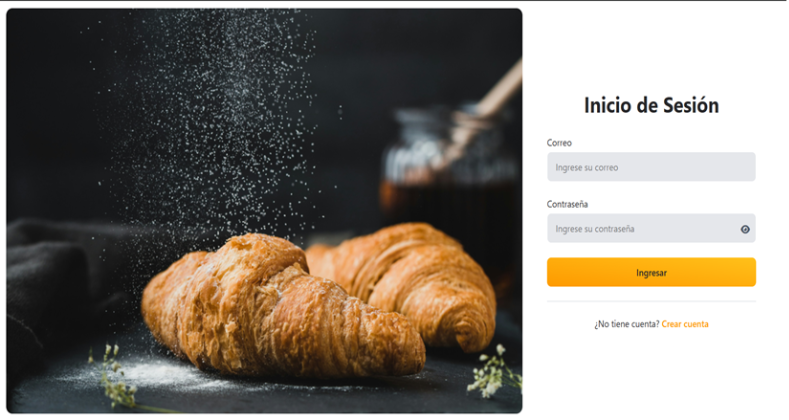 Inicio de Sesión
Correo
Ingrese su correo
Contraseña
Ingrese su contraseña
Ingresar
¿No tiene cuenta? Crear cuenta